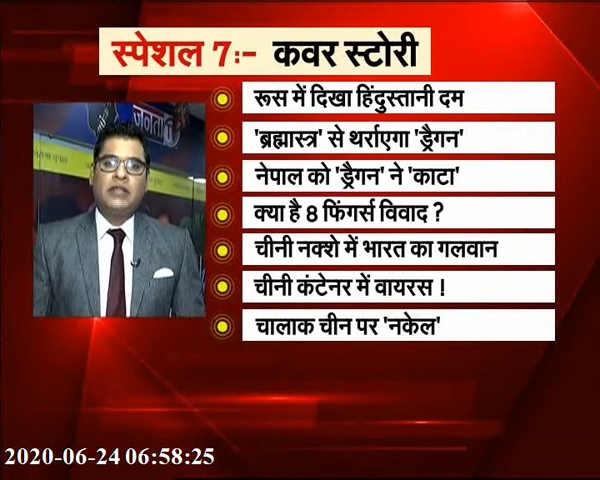 स्पेशल 7:- कवर स्टोरी
रूस में दिखा हिंदुस्तानी दम
'ब्रह्मास्त्र' से थर्राएगा 'ड्रैगन'
नेपाल को 'ड्रैगन' ने 'काटा'
क्या है 8 फिंगर्स विवाद ?
चीनी नक्शे में भारत का गलवान
चीनी कंटेनर में वायरस !
चालाक चीन पर 'नकेल'
2020-06-24 06:58:25